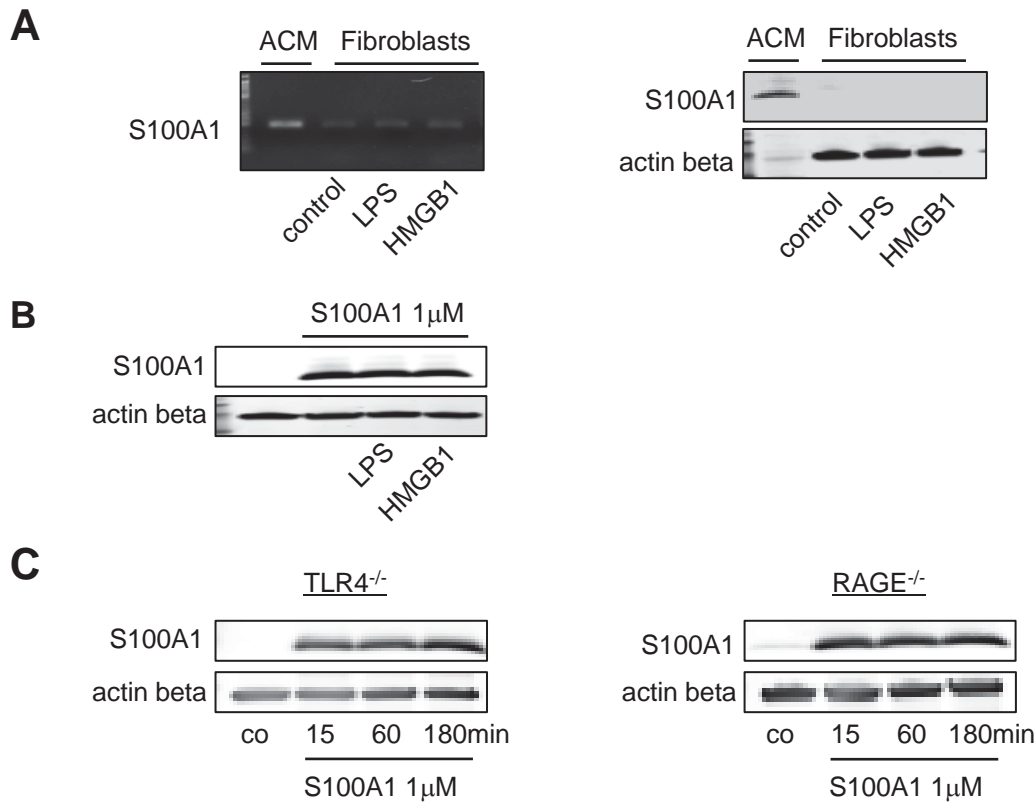 A
ACM Fibroblasts
S100A1
control LPS HMGB1
ACM Fibroblasts
S100A1
actin beta
control LPS HMGB1
B
S100A1 1μM
S100A1
actin beta
LPS HMGB1
C
TLR4-/-
S100A1
actin beta
co 15 60 180min
S100A1 1μM
RAGE-/-
S100A1
actin beta
co 15 60 180min
S100A1 1μM